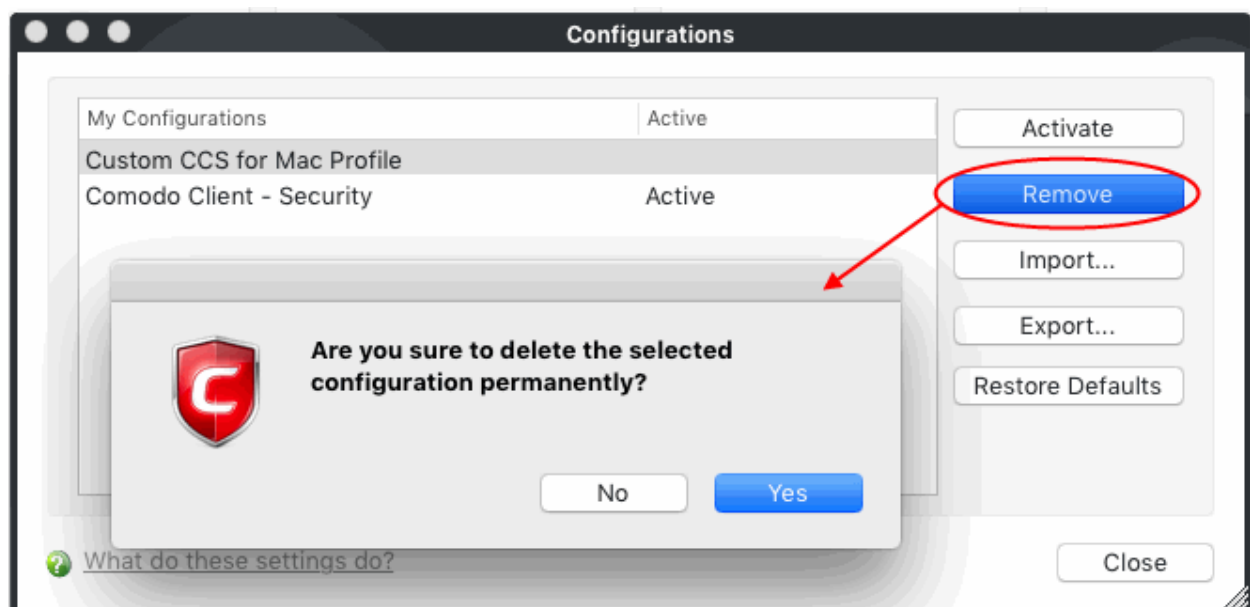 Configurations
My Configurations Active
Custom CCS for Mac Profile
Comodo Client - Security Active
Activate
Remove
Import...
Export...
Restore Defaults
C
Are you sure to delete the selected
configuration permanently?
No Yes
What do these settings do?
Close